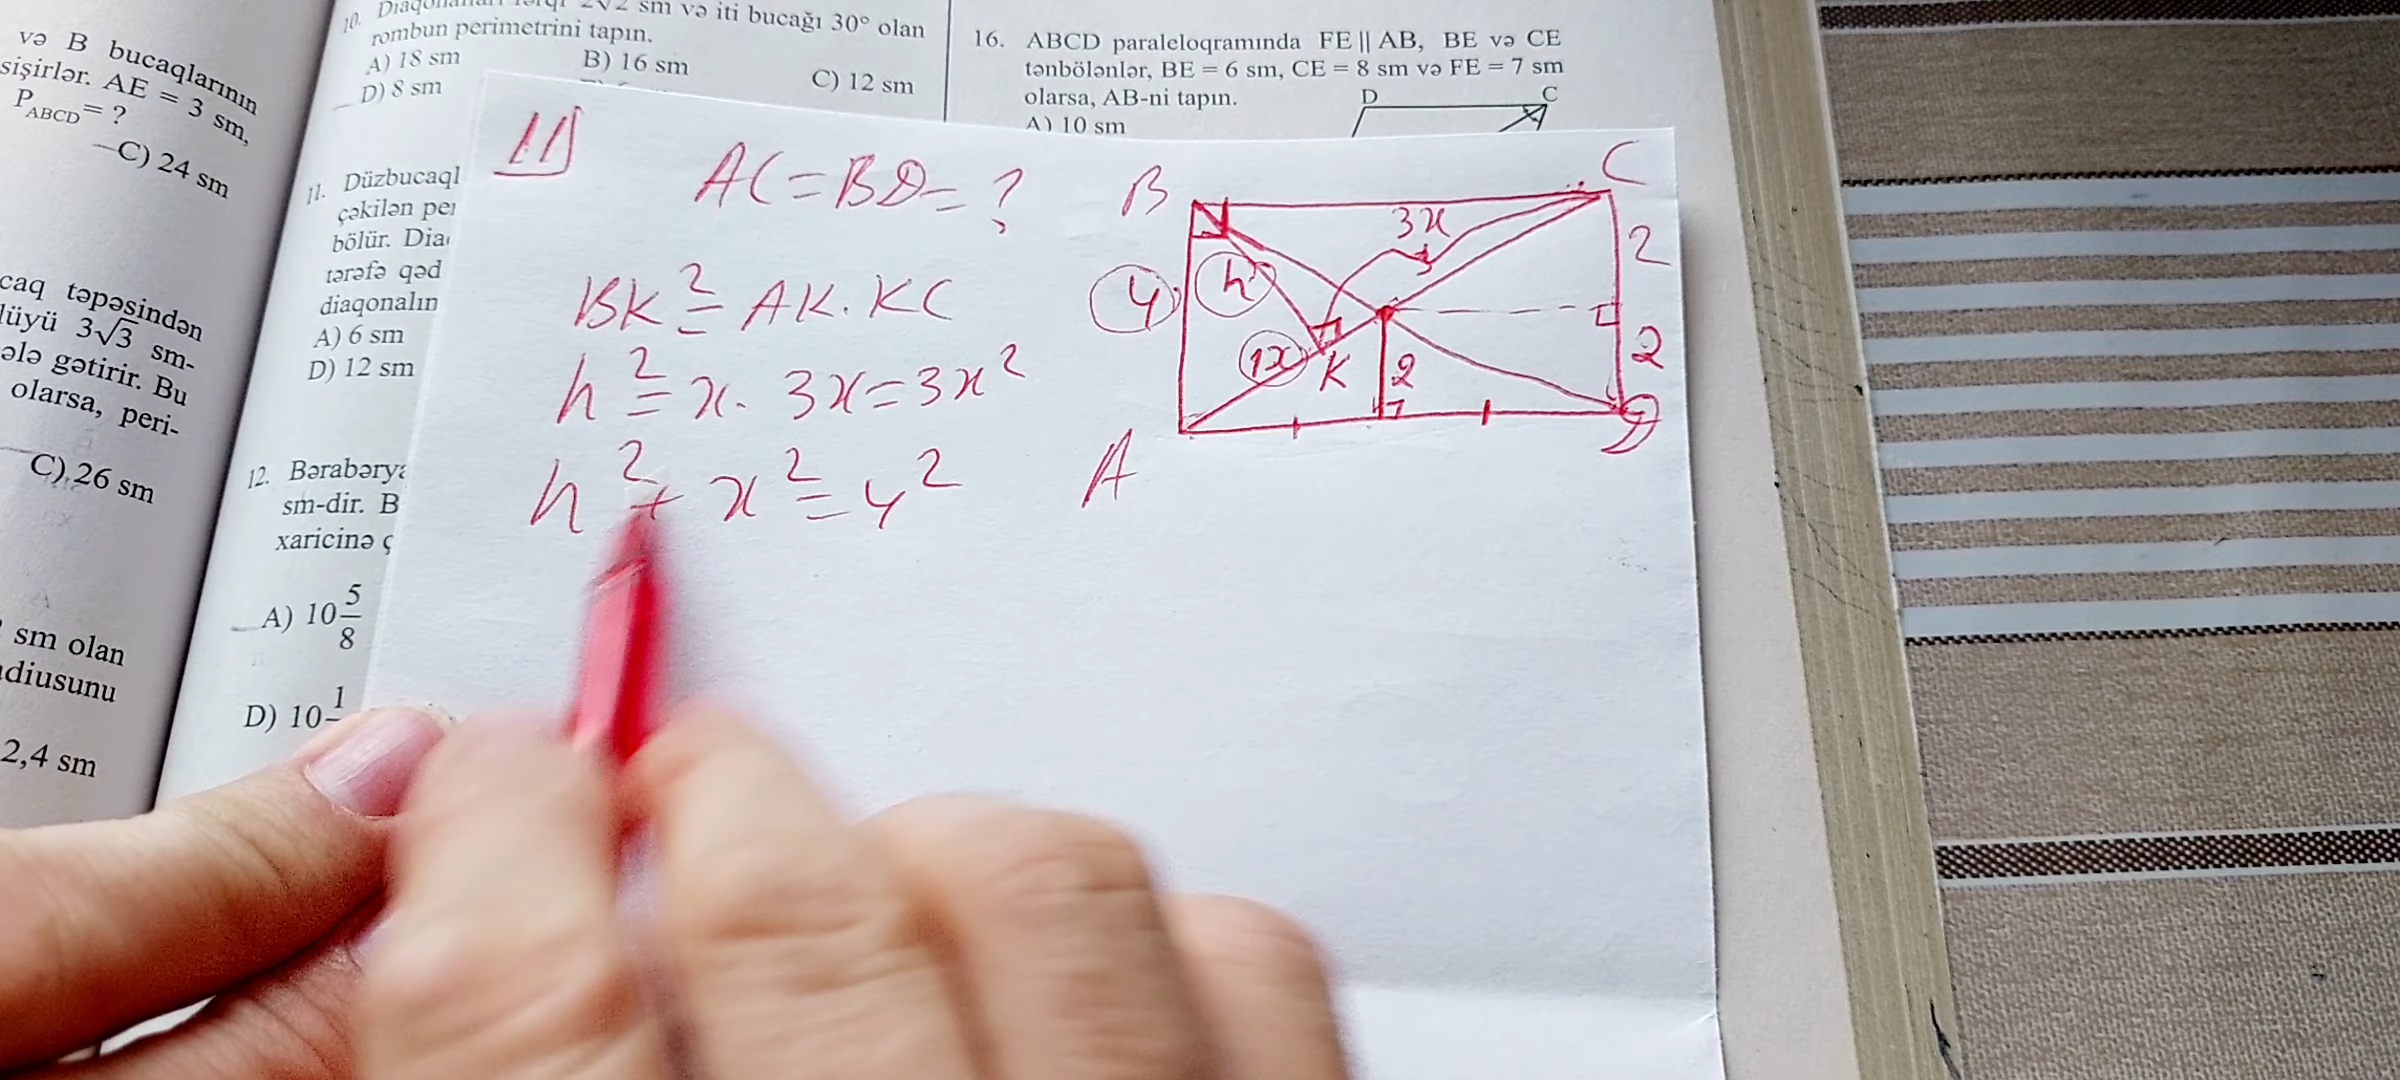 və B bucaqlarının
sişirlər. AE = 3 sm,
P_ABCD = ?
C) 24 sm
caq təpəsindən
lüyü 3√3 sm-
ələ gətirir. Bu
olarsa, peri-
C) 26 sm
sm olan
diusunu
2,4 sm
10. 2√2 sm və iti bucağı 30° olan
rombun perimetrini tapın.
A) 18 sm B) 16 sm C) 12 sm
D) 8 sm
11. Düzbucaql
çəkilən pe
bölür. Dia
tərəfə qəd
diaqonalın
A) 6 sm
D) 12 sm
12. Bərabərya
sm-dir. B
xaricinə ç
A) 10 5/8
D) 10 1
16. ABCD paraleloqramında FE || AB, BE və CE
tənbölənlər, BE = 6 sm, CE = 8 sm və FE = 7 sm
olarsa, AB-ni tapın.
A) 10 sm
D C
11
AC = BD = ?
BK² = AK . KC
h² = x . 3x = 3x²
h² + x² = 4²
B C
3x
2
4 h
1x K 2 2
A D